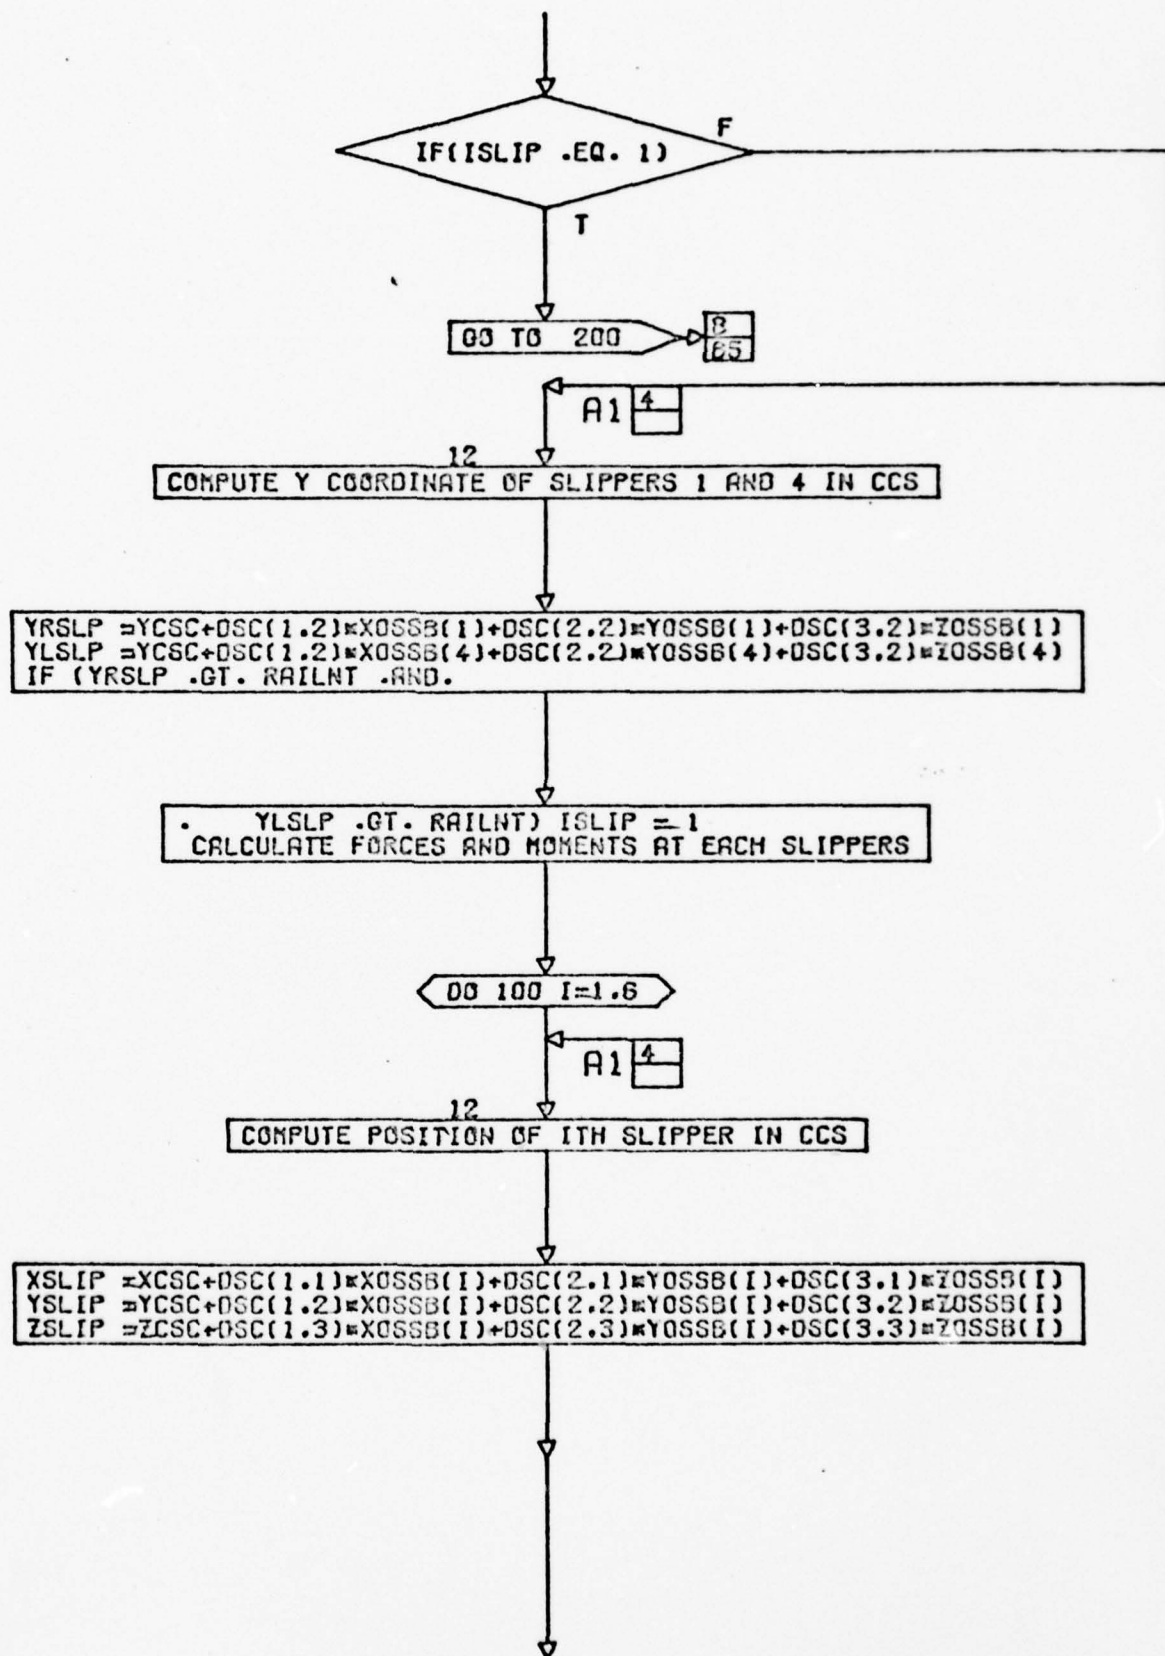 F
IF(ISLIP .EQ. 1)
T
GO TO 200
8
B5
A1 4
12
COMPUTE Y COORDINATE OF SLIPPERS 1 AND 4 IN CCS
YRSLP =YCSC+DSC(1,2)*XOSSB(1)+DSC(2,2)*YOSSB(1)+DSC(3,2)*ZOSSB(1)
YLSLP =YCSC+DSC(1,2)*XOSSB(4)+DSC(2,2)*YOSSB(4)+DSC(3,2)*ZOSSB(4)
IF (YRSLP .GT. RAILNT .AND.
. YLSLP .GT. RAILNT) ISLIP = 1
CALCULATE FORCES AND MOMENTS AT EACH SLIPPERS
DO 100 I=1,6
A1 4
12
COMPUTE POSITION OF ITH SLIPPER IN CCS
XSLIP =XCSC+DSC(1,1)*XOSSB(I)+DSC(2,1)*YOSSB(I)+DSC(3,1)*ZOSSB(I)
YSLIP =YCSC+DSC(1,2)*XOSSB(I)+DSC(2,2)*YOSSB(I)+DSC(3,2)*ZOSSB(I)
ZSLIP =ZCSC+DSC(1,3)*XOSSB(I)+DSC(2,3)*YOSSB(I)+DSC(3,3)*ZOSSB(I)